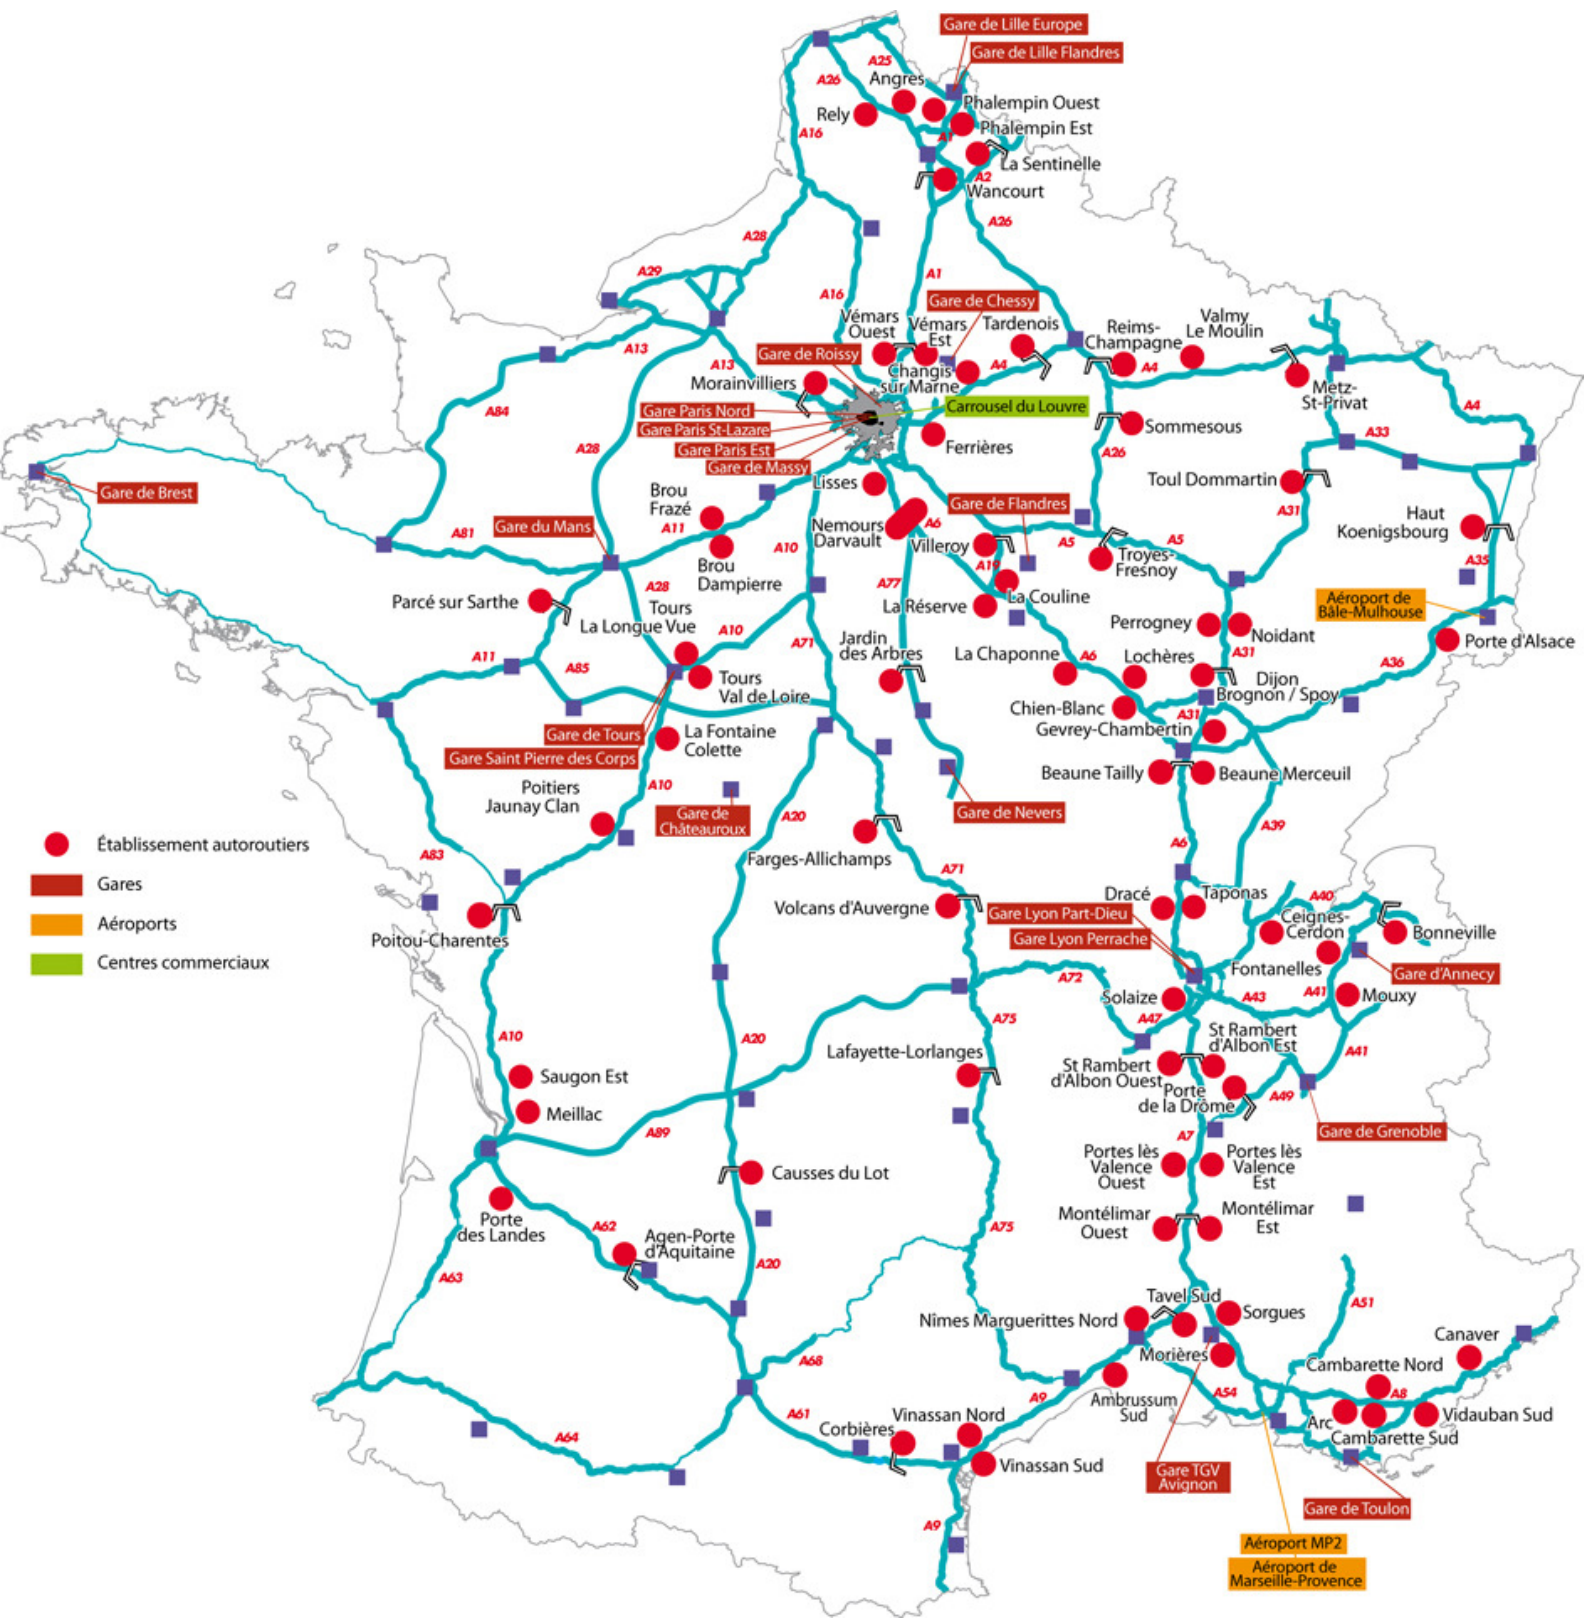 Gare de Lille Europe
Gare de Lille Flandres
A25
A26
Angres
Phalempin Ouest
Rely
Phalempin Est
A16
A1
La Sentinelle
A2
Wancourt
A26
A28
A29
A1
A16
Gare de Chessy
Vémars
Ouest
Vémars
Est
Tardenois
Reims-
Champagne
Valmy
Le Moulin
A13
A13
Gare de Roissy
Changis
sur Marne
A4
A4
Morainvilliers
Metz-
St-Privat
Gare Paris Nord
Carrousel du Louvre
A84
Gare Paris St-Lazare
Sommesous
A4
A28
Gare Paris Est
Ferrières
A26
A33
Gare de Massy
Gare de Brest
Lisses
Toul Dommartin
Brou
Frazé
Gare de Flandres
A31
Haut
Koenigsbourg
Gare du Mans
A11
Nemours
Darvault
A6
A81
A10
Villeroy
A5
A5
Brou
Dampierre
A19
Troyes-
Fresnoy
A35
A28
A77
La Couline
Aéroport de
Bâle-Mulhouse
Parcé sur Sarthe
Tours
La Longue Vue
La Réserve
Perrogney
Noidant
A10
A71
Jardin
des Arbres
Porte d'Alsace
A11
A85
La Chaponne
A6
Lochères
A31
A36
Tours
Val de Loire
Dijon
Brognon / Spoy
Chien-Blanc
A31
Gare de Tours
La Fontaine
Colette
Gevrey-Chambertin
Gare Saint Pierre des Corps
Beaune Tailly
Beaune Merceuil
Poitiers
Jaunay Clan
A10
Gare de
Châteauroux
A20
Gare de Nevers
A39
Établissement autoroutiers
A83
Farges-Allichamps
A6
Gares
A71
Dracé
Taponas
A40
Volcans d'Auvergne
Gare Lyon Part-Dieu
Ceignes-
Cerdon
Bonneville
Aéroports
Gare Lyon Perrache
Poitou-Charentes
Centres commerciaux
Fontanelles
Gare d'Annecy
A72
Solaize
A43
A41
Mouxy
A10
A20
A75
A47
St Rambert
d'Albon Est
A41
Lafayette-Lorlanges
St Rambert
d'Albon Ouest
Saugon Est
Porte
de la Drôme
A49
Meillac
A89
A7
Gare de Grenoble
Causses du Lot
Portes lès
Valence
Ouest
Portes lès
Valence
Est
A63
Porte
des Landes
A62
Agen-Porte
d'Aquitaine
A75
Montélimar
Ouest
Montélimar
Est
A20
Tavel Sud
A51
Nîmes Marguerittes Nord
Sorgues
Canaver
A68
Morières
Cambarette Nord
A9
Ambrussum
Sud
A54
A8
A61
Vinassan Nord
Arc
Vidauban Sud
Corbières
Cambarette Sud
A64
Vinassan Sud
Gare TGV
Avignon
Gare de Toulon
A9
Aéroport MP2
Aéroport de
Marseille-Provence